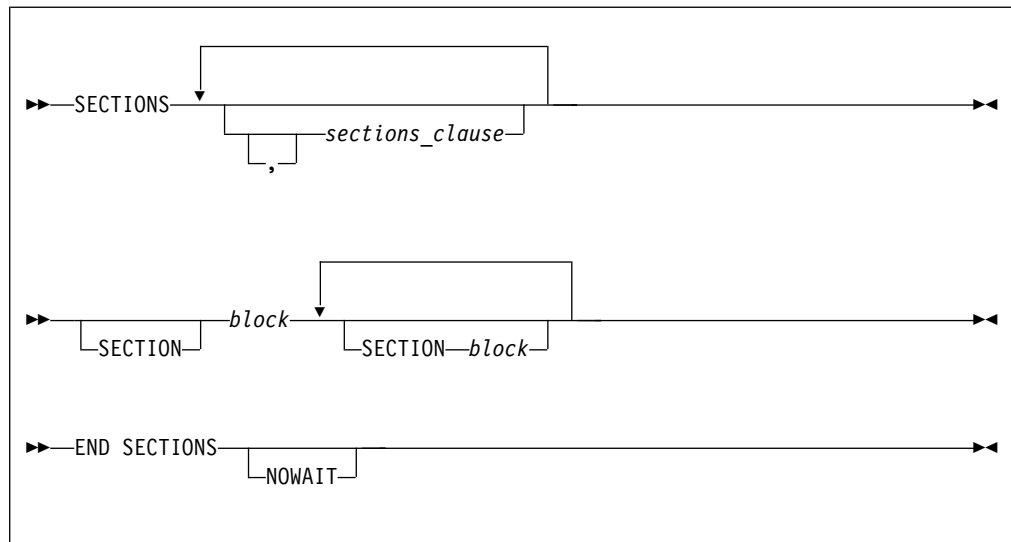 SECTIONS
sections_clause
,
block
SECTION
SECTION block
END SECTIONS
NOWAIT